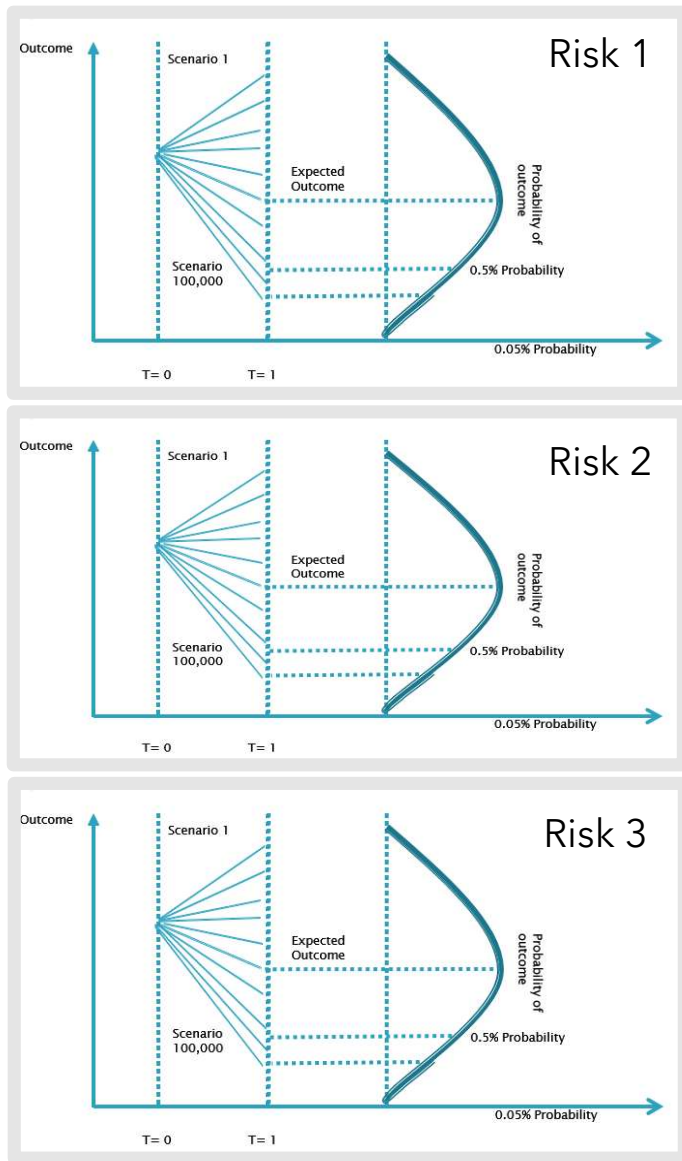 Outcome
Scenario 1
Risk 1
Expected
Outcome
Probability of
outcome
Scenario
100,000
0.5% Probability
0.05% Probability
T= 0
T= 1
Outcome
Scenario 1
Risk 2
Expected
Outcome
Probability of
outcome
Scenario
100,000
0.5% Probability
0.05% Probability
T= 0
T= 1
Outcome
Scenario 1
Risk 3
Expected
Outcome
Probability of
outcome
Scenario
100,000
0.5% Probability
0.05% Probability
T= 0
T= 1